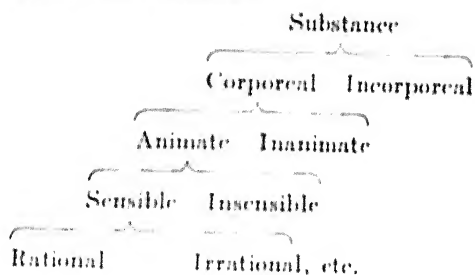 Substance
Corporeal Incorporeal
Animate Inanimate
Sensible Insensible
Rational Irrational, etc.